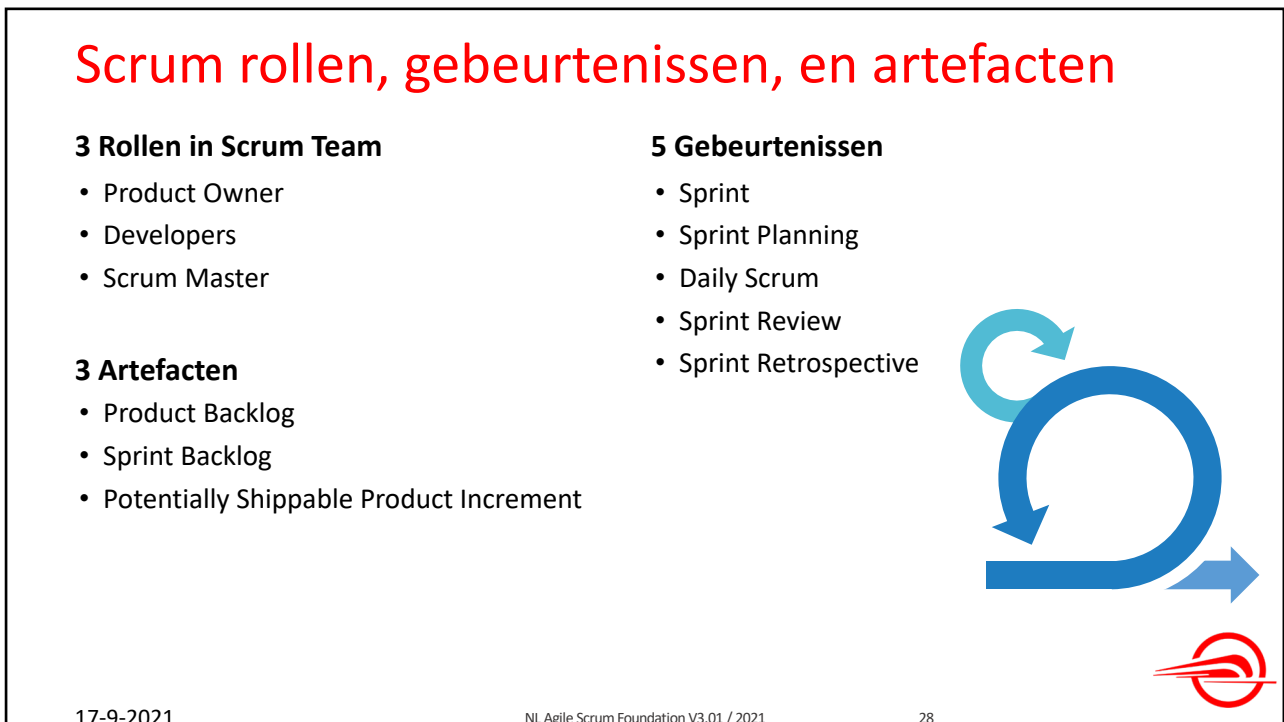 Scrum rollen, gebeurtenissen, en artefacten
3 Rollen in Scrum Team
• Product Owner
• Developers
• Scrum Master
3 Artefacten
• Product Backlog
• Sprint Backlog
• Potentially Shippable Product Increment
5 Gebeurtenissen
• Sprint
• Sprint Planning
• Daily Scrum
• Sprint Review
• Sprint Retrospective
17-9-2021
NL Agile Scrum Foundation V3.01 / 2021
28